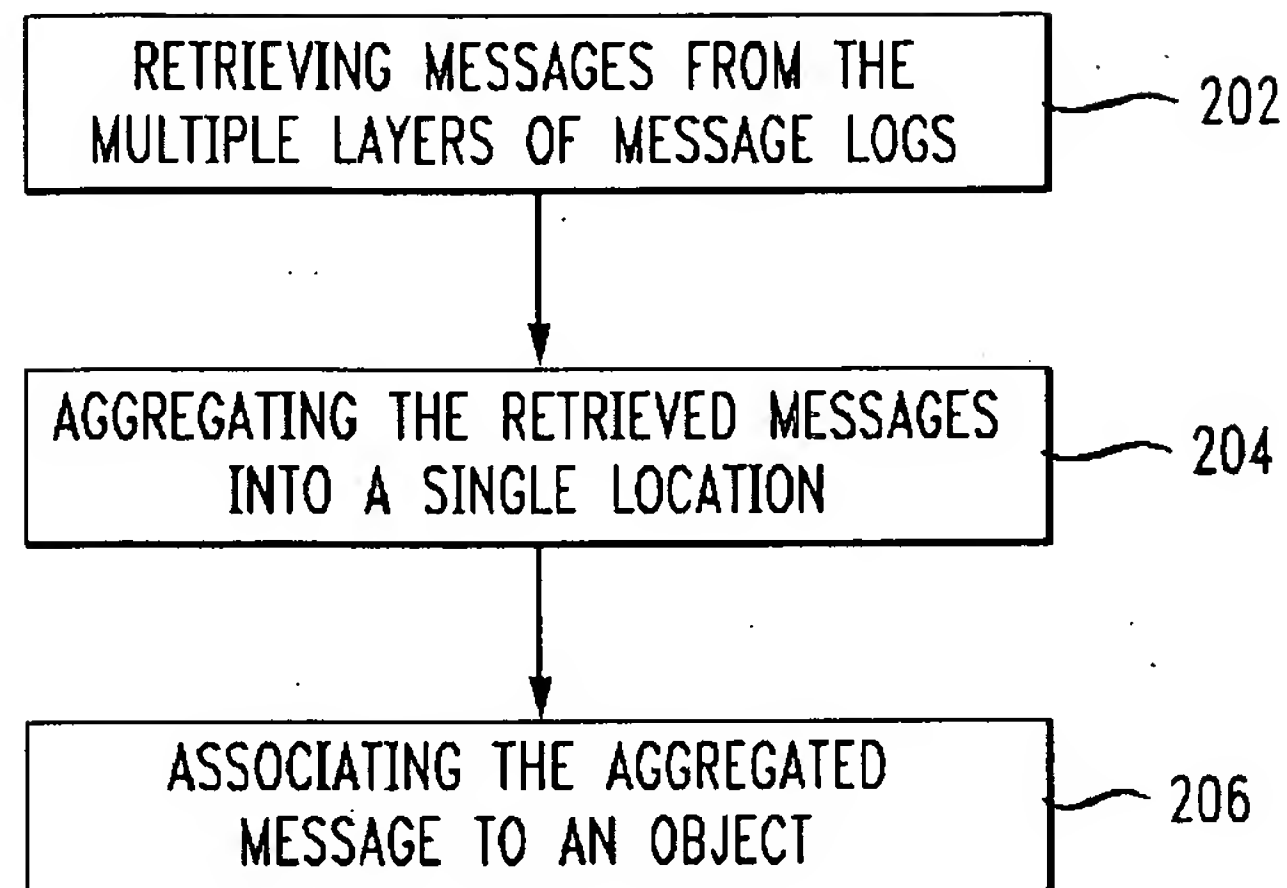 RETRIEVING MESSAGES FROM THE
MULTIPLE LAYERS OF MESSAGE LOGS
202
AGGREGATING THE RETRIEVED MESSAGES
INTO A SINGLE LOCATION
204
ASSOCIATING THE AGGREGATED
MESSAGE TO AN OBJECT
206